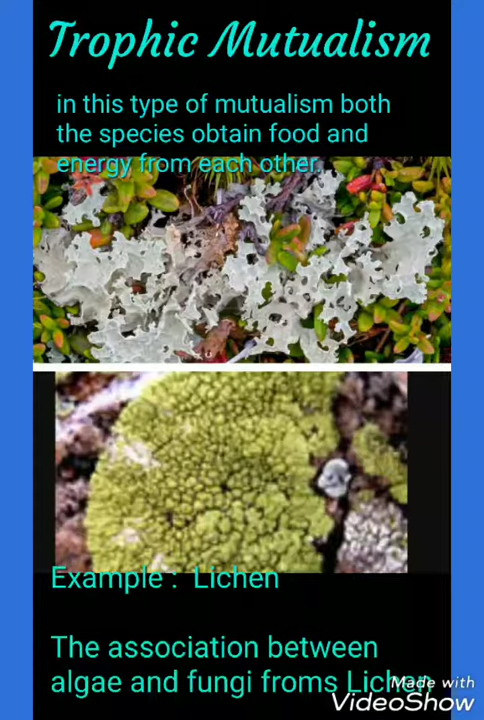 Trophic Mutualism
in this type of mutualism both
the species obtain food and
energy from each other.
Example : Lichen
The association between
algae and fungi froms Lichen
Made with
VideoShow